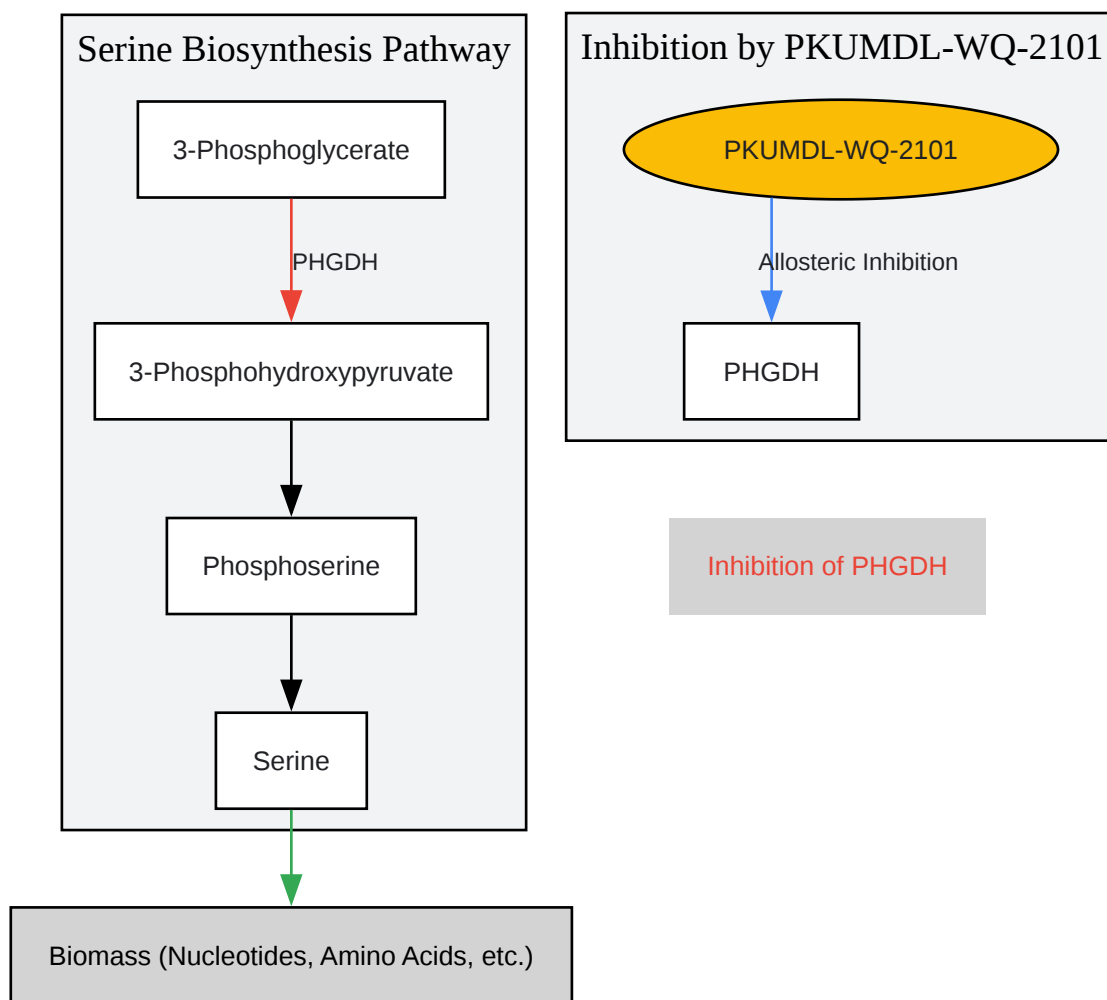 Serine Biosynthesis Pathway
3-Phosphoglycerate
PHGDH
3-Phosphohydroxypyruvate
Phosphoserine
Serine
Biomass (Nucleotides, Amino Acids, etc.)
Inhibition by PKUMDL-WQ-2101
PKUMDL-WQ-2101
Allosteric Inhibition
PHGDH
Inhibition of PHGDH